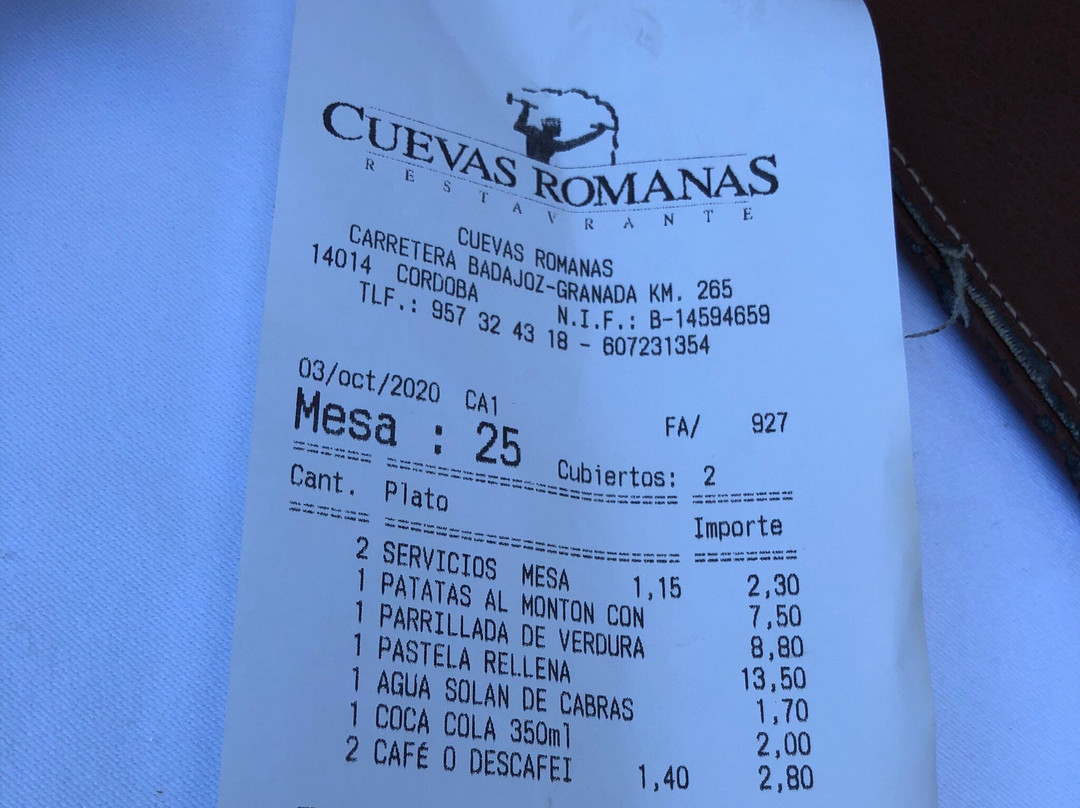 CUEVAS ROMANAS
RESTAVRANTE
CUEVAS ROMANAS
CARRETERA BADAJOZ-GRANADA KM. 265
14014 CORDOBA N.I.F.: B-14594659
TLF.: 957 32 43 18 - 607231354
03/oct/2020 CA1 FA/ 927
Mesa : 25 Cubiertos: 2
Cant. Plato Importe
2 SERVICIOS MESA 1,15 2,30
1 PATATAS AL MONTON CON 7,50
1 PARRILLADA DE VERDURA 8,80
1 PASTELA RELLENA 13,50
1 AGUA SOLAN DE CABRAS 1,70
1 COCA COLA 350ml 2,00
2 CAFÉ O DESCAFEI 1,40 2,80